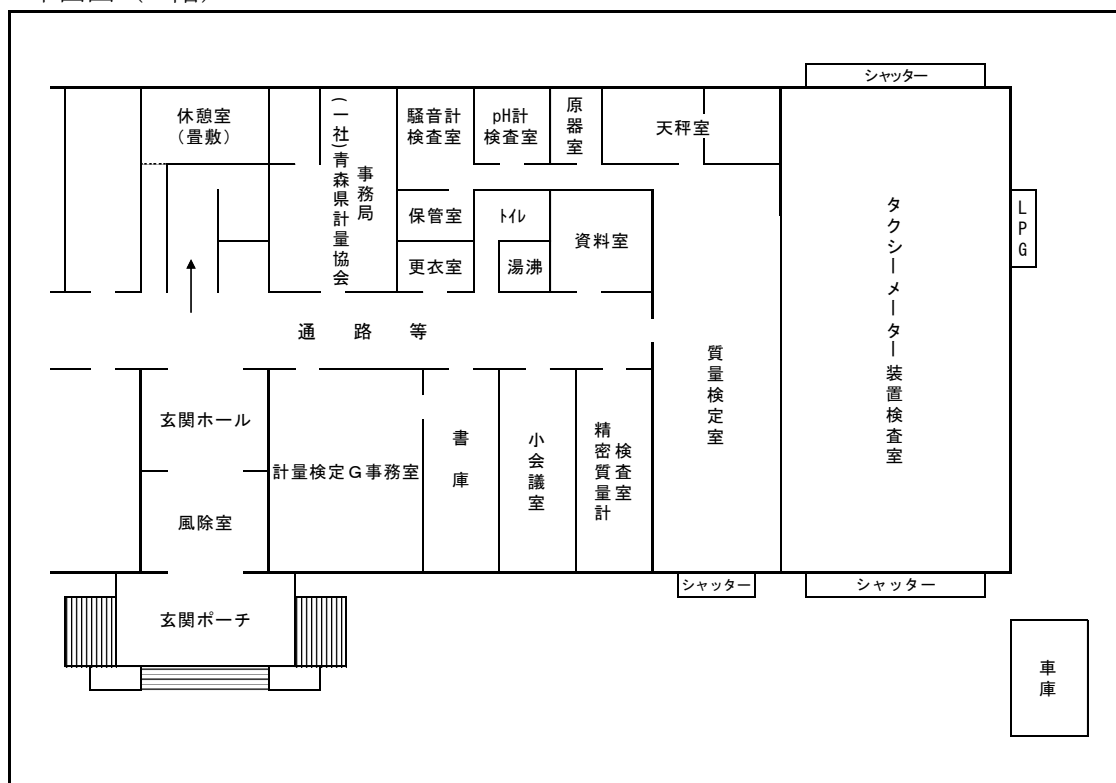 シャッター
休憩室
（畳敷）
（一社）青森県計量協会
事務局
騒音計
検査室
pH計
検査室
原器室
天秤室
保管室
ﾄｲﾚ
資料室
更衣室
湯沸
タクシーメーター装置検査室
LPG
通路等
質量検定室
玄関ホール
計量検定Ｇ事務室
書庫
小会議室
精密質量計
検査室
風除室
シャッター
シャッター
玄関ポーチ
車庫